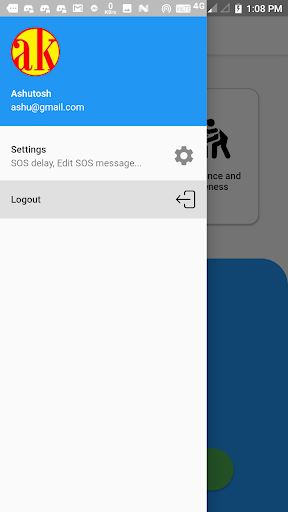 0
KB/s
4G
1:08 PM
ak
Ashutosh
ashu@gmail.com
Settings
SOS delay, Edit SOS message...
Logout
nce and
eness